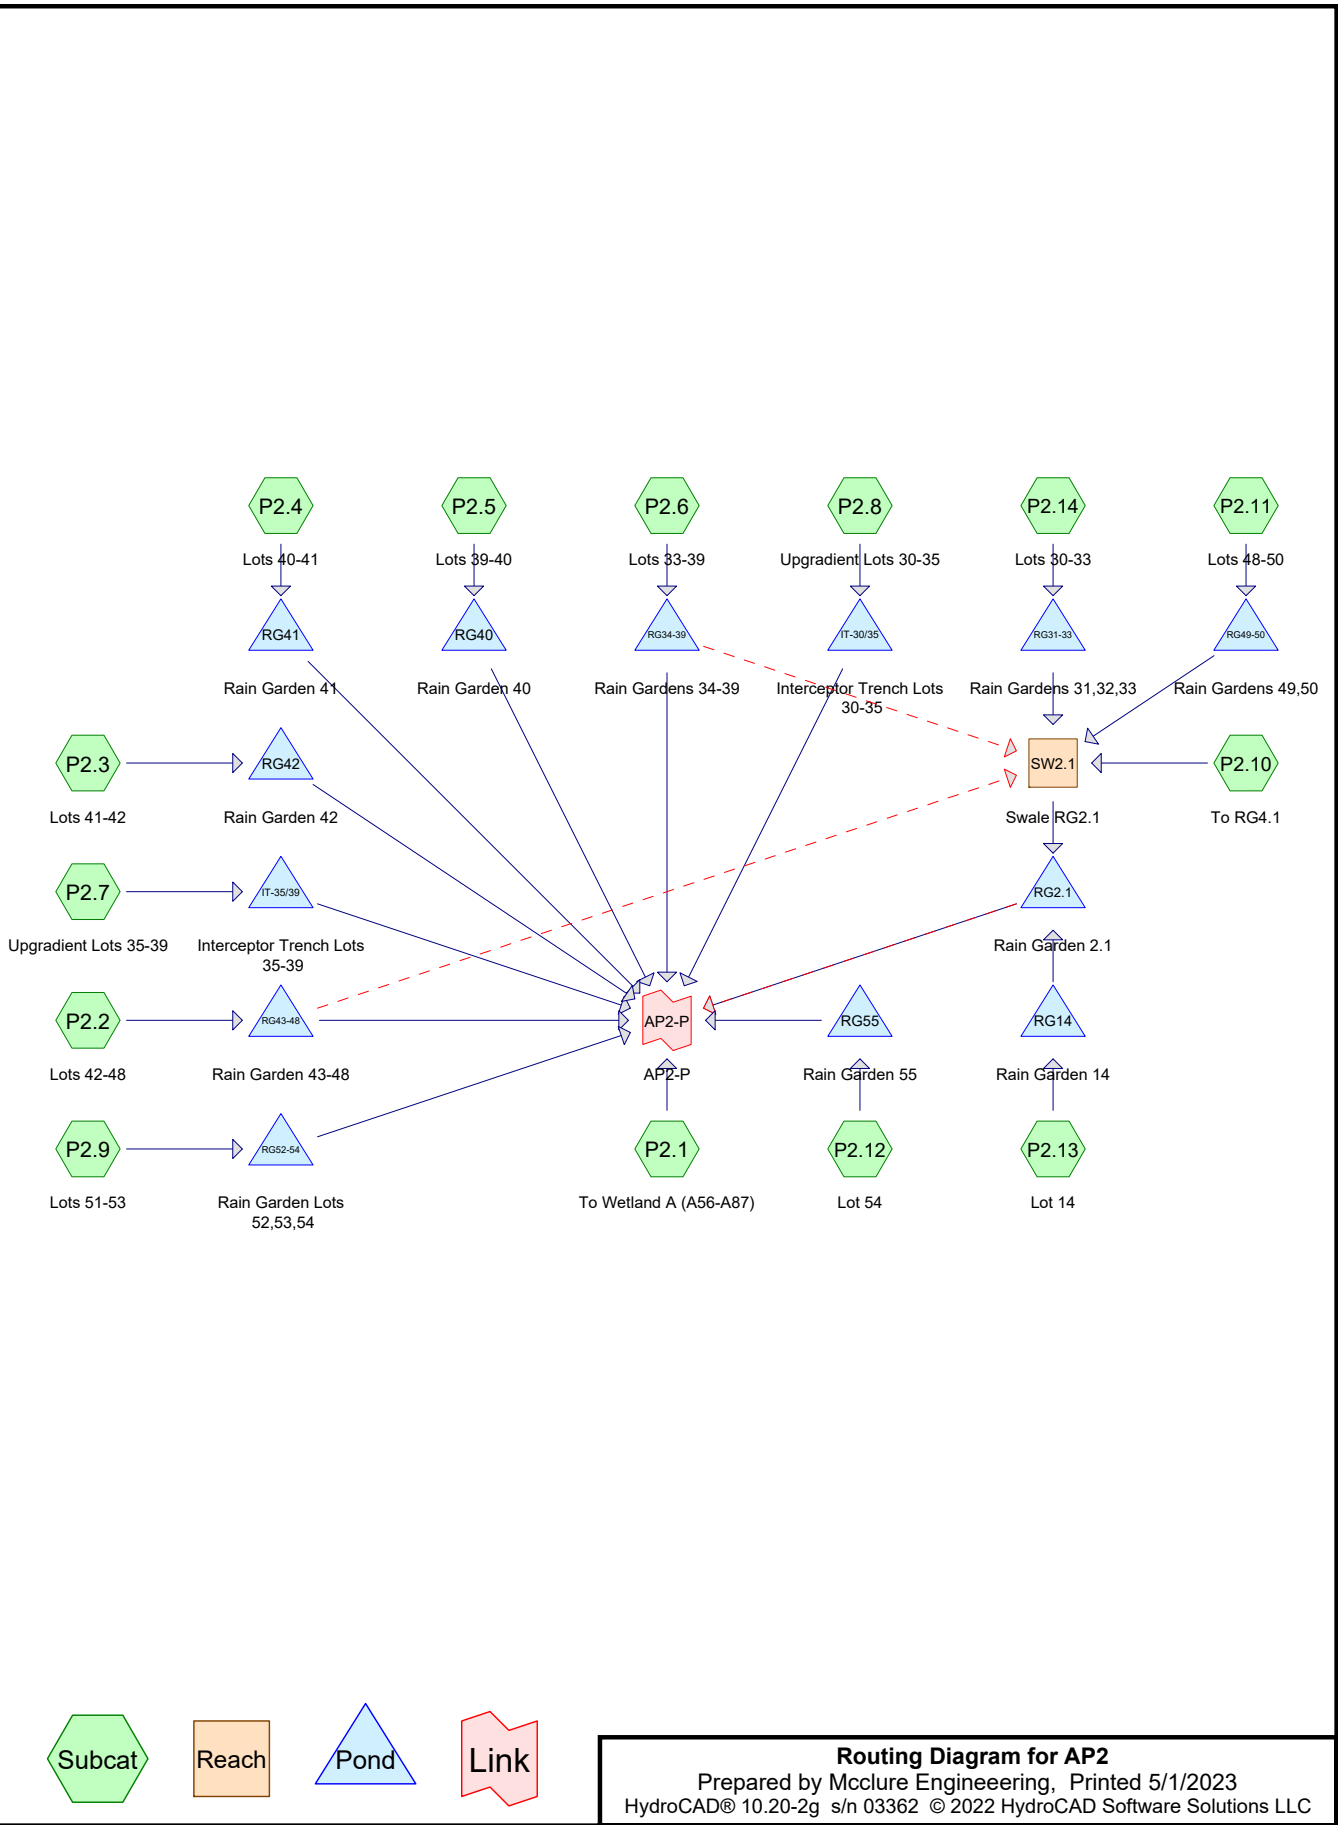 P2.4
P2.5
P2.6
P2.8
P2.14
P2.11
Lots 40-41
Lots 39-40
Lots 33-39
Upgradient Lots 30-35
Lots 30-33
Lots 48-50
RG41
RG40
RG34-39
IT-30/35
RG31-33
RG49-50
Rain Garden 41
Rain Garden 40
Rain Gardens 34-39
Interceptor Trench Lots
30-35
Rain Gardens 31,32,33
Rain Gardens 49,50
P2.3
RG42
SW2.1
P2.10
Lots 41-42
Rain Garden 42
Swale RG2.1
To RG4.1
P2.7
IT-35/39
RG2.1
Upgradient Lots 35-39
Interceptor Trench Lots
35-39
Rain Garden 2.1
P2.2
RG43-48
AP2-P
RG55
RG14
Lots 42-48
Rain Garden 43-48
AP2-P
Rain Garden 55
Rain Garden 14
P2.9
RG52-54
P2.1
P2.12
P2.13
Lots 51-53
Rain Garden Lots
52,53,54
To Wetland A (A56-A87)
Lot 54
Lot 14
Subcat
Reach
Pond
Link
Routing Diagram for AP2
Prepared by Mcclure Engineeering, Printed 5/1/2023
HydroCAD® 10.20-2g s/n 03362 © 2022 HydroCAD Software Solutions LLC